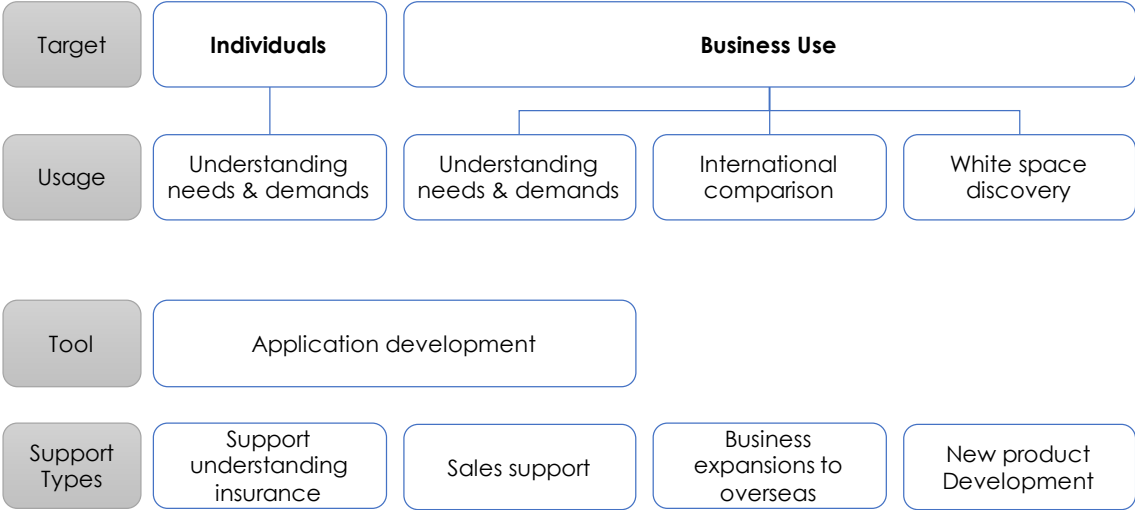 Target
Individuals
Business Use
Usage
Understanding
needs & demands
Understanding
needs & demands
International
comparison
White space
discovery
Tool
Application development
Support
Types
Support
understanding
insurance
Sales support
Business
expansions to
overseas
New product
Development